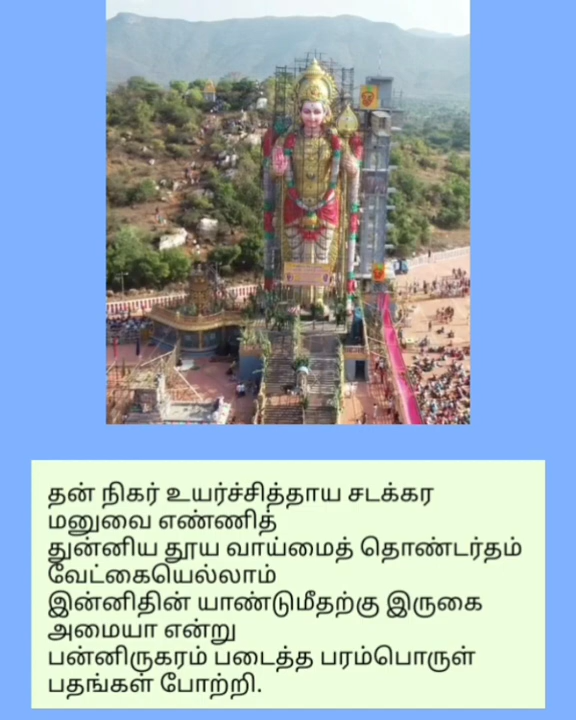 தன் நிகர் உயர்ச்சித்தாய சடக்கர
மனுவை எண்ணித்
துன்னிய தூய வாய்மைத் தொண்டர்தம்
வேட்கையெல்லாம்
இன்னிதின் யாண்டுமீதற்கு இருகை
அமையா என்று
பன்னிருகரம் படைத்த பரம்பொருள்
பதங்கள் போற்றி.